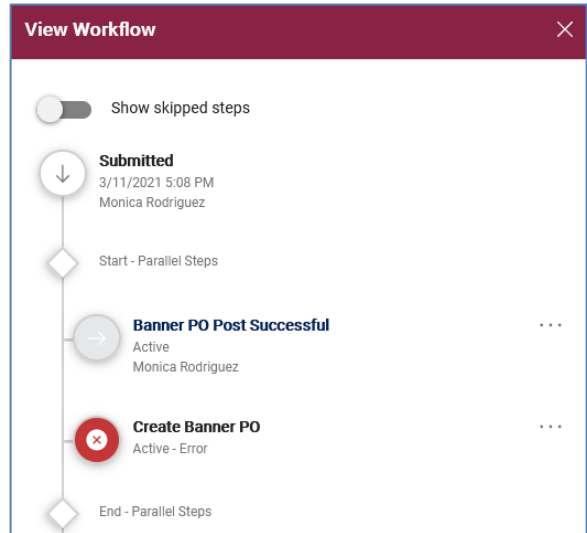 View Workflow
Show skipped steps
Submitted
3/11/2021 5:08 PM
Monica Rodriguez
Start - Parallel Steps
Banner PO Post Successful
Active
Monica Rodriguez
Create Banner PO
Active - Error
End - Parallel Steps